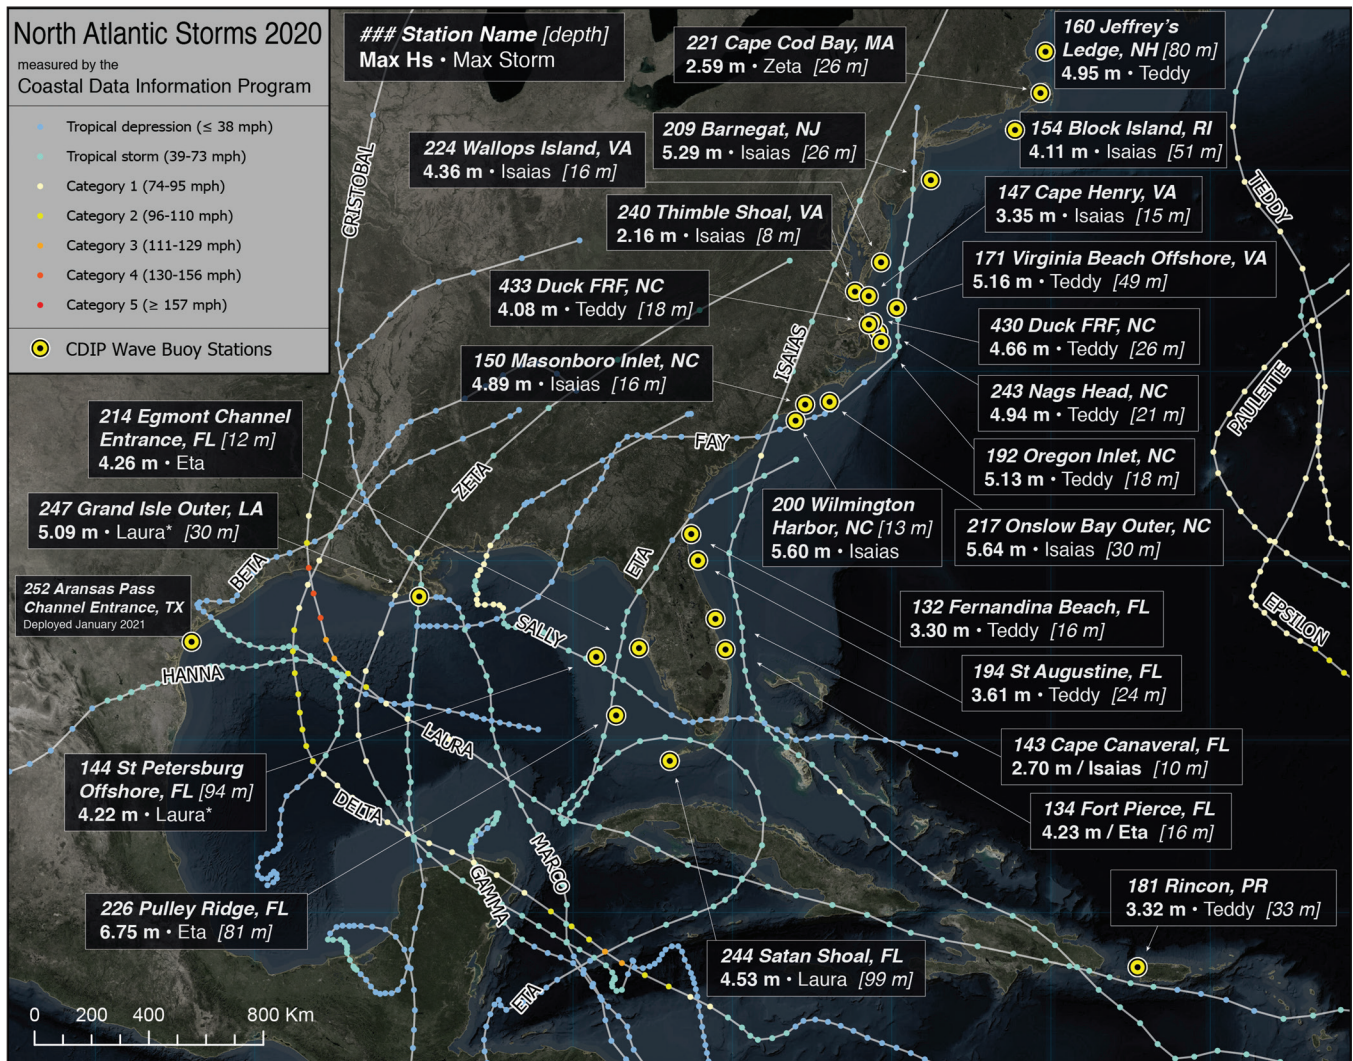 North Atlantic Storms 2020
measured by the
Coastal Data Information Program
Tropical depression (≤ 38 mph)
Tropical storm (39-73 mph)
Category 1 (74-95 mph)
Category 2 (96-110 mph)
Category 3 (111-129 mph)
Category 4 (130-156 mph)
Category 5 (≥ 157 mph)
CDIP Wave Buoy Stations
### Station Name [depth]
Max Hs • Max Storm
221 Cape Cod Bay, MA
2.59 m • Zeta [26 m]
160 Jeffrey's
Ledge, NH [80 m]
4.95 m • Teddy
209 Barnegat, NJ
5.29 m • Isaias [26 m]
154 Block Island, RI
4.11 m • Isaias [51 m]
224 Wallops Island, VA
4.36 m • Isaias [16 m]
147 Cape Henry, VA
3.35 m • Isaias [15 m]
240 Thimble Shoal, VA
2.16 m • Isaias [8 m]
171 Virginia Beach Offshore, VA
5.16 m • Teddy [49 m]
433 Duck FRF, NC
4.08 m • Teddy [18 m]
430 Duck FRF, NC
4.66 m • Teddy [26 m]
150 Masonboro Inlet, NC
4.89 m • Isaias [16 m]
243 Nags Head, NC
4.94 m • Teddy [21 m]
214 Egmont Channel
Entrance, FL [12 m]
4.26 m • Eta
192 Oregon Inlet, NC
5.13 m • Teddy [18 m]
247 Grand Isle Outer, LA
5.09 m • Laura* [30 m]
200 Wilmington
Harbor, NC [13 m]
5.60 m • Isaias
217 Onslow Bay Outer, NC
5.64 m • Isaias [30 m]
252 Aransas Pass
Channel Entrance, TX
Deployed January 2021
132 Fernandina Beach, FL
3.30 m • Teddy [16 m]
194 St Augustine, FL
3.61 m • Teddy [24 m]
143 Cape Canaveral, FL
2.70 m / Isaias [10 m]
144 St Petersburg
Offshore, FL [94 m]
4.22 m • Laura*
134 Fort Pierce, FL
4.23 m / Eta [16 m]
226 Pulley Ridge, FL
6.75 m • Eta [81 m]
181 Rincon, PR
3.32 m • Teddy [33 m]
244 Satan Shoal, FL
4.53 m • Laura [99 m]
CRISTOBAL
TEDDY
ISAIAS
PAULETTE
FAY
ZETA
BETA
ETA
SALLY
EPSILON
HANNA
LAURA
DELTA
MARCO
GAMMA
ETA
0 200 400 800 Km